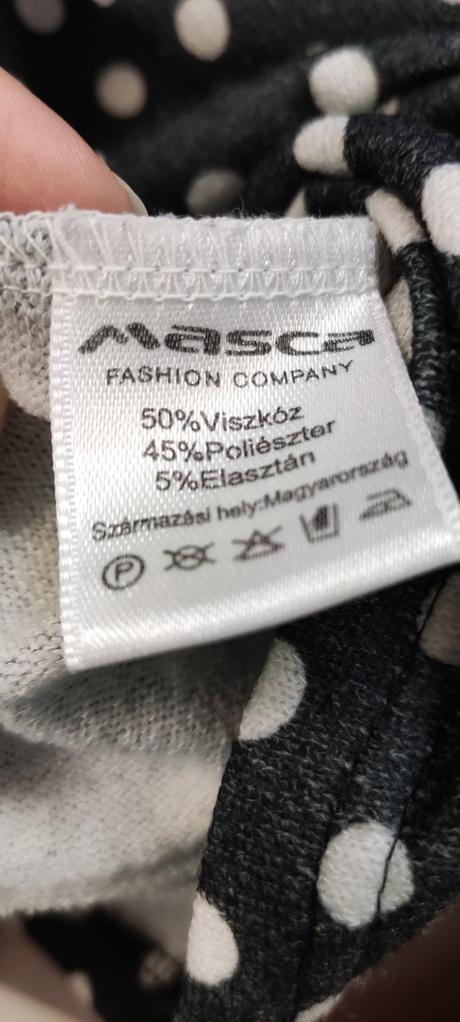 masca
FASHION COMPANY
50%Viszkóz
45%Poliészter
5%Elasztán
Származási hely:Magyarország
P